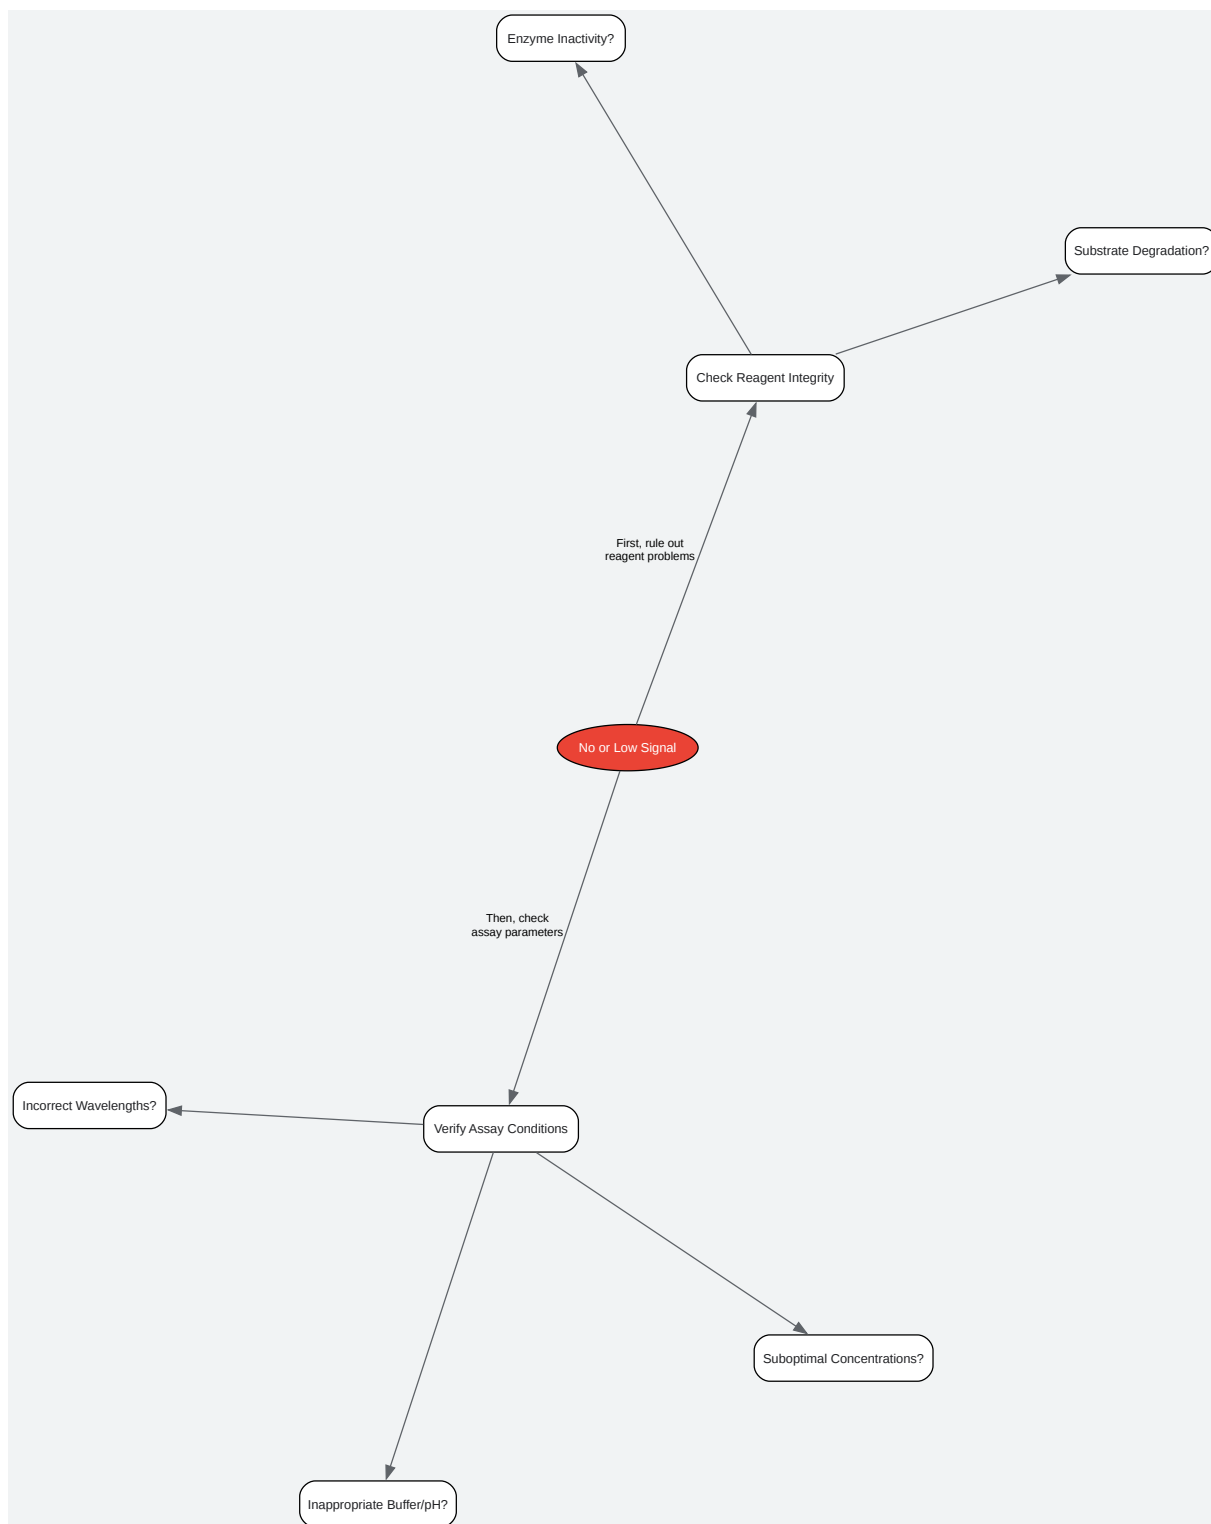 Enzyme Inactivity?
Substrate Degradation?
Check Reagent Integrity
First, rule out
reagent problems
No or Low Signal
Then, check
assay parameters
Incorrect Wavelengths?
Verify Assay Conditions
Suboptimal Concentrations?
Inappropriate Buffer/pH?